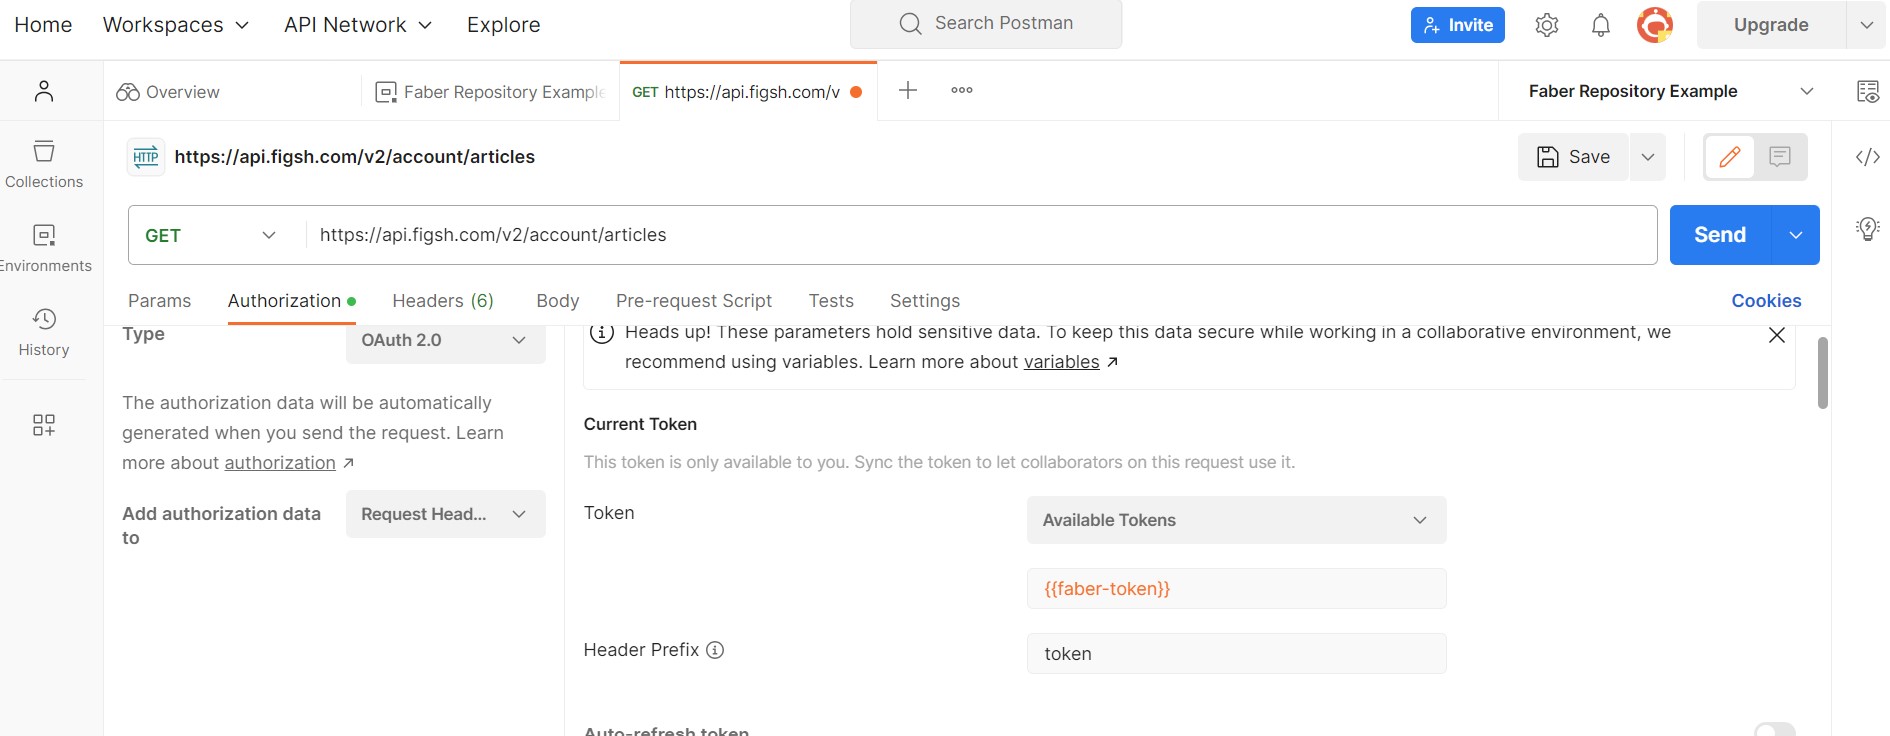 Home Workspaces API Network Explore Search Postman Invite Upgrade
Overview Faber Repository Example GET https://api.figsh.com/v Faber Repository Example
HTTP https://api.figsh.com/v2/account/articles Save
GET https://api.figsh.com/v2/account/articles Send
Params Authorization Headers (6) Body Pre-request Script Tests Settings Cookies
Collections
Environments
History
Type OAuth 2.0
The authorization data will be automatically
generated when you send the request. Learn
more about authorization ↗
Add authorization data
to
Request Head...
Heads up! These parameters hold sensitive data. To keep this data secure while working in a collaborative environment, we
recommend using variables. Learn more about variables ↗
Current Token
This token is only available to you. Sync the token to let collaborators on this request use it.
Token Available Tokens
{{faber-token}}
Header Prefix token
Auto-refresh token